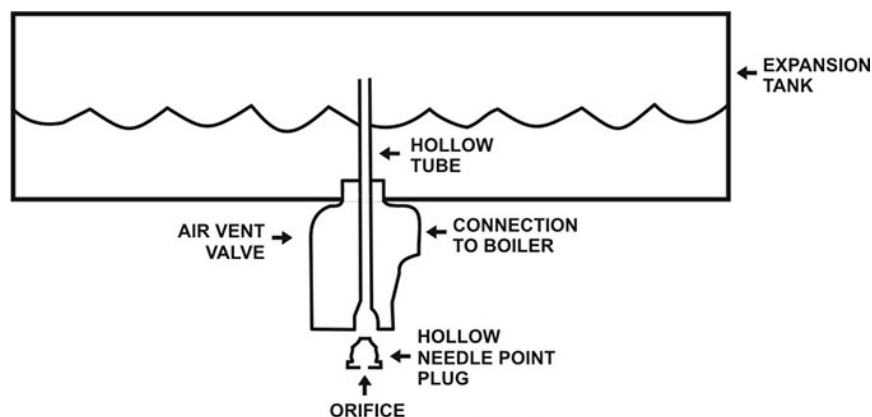 EXPANSION
TANK
HOLLOW
TUBE
AIR VENT
VALVE
CONNECTION
TO BOILER
HOLLOW
NEEDLE POINT
PLUG
ORIFICE